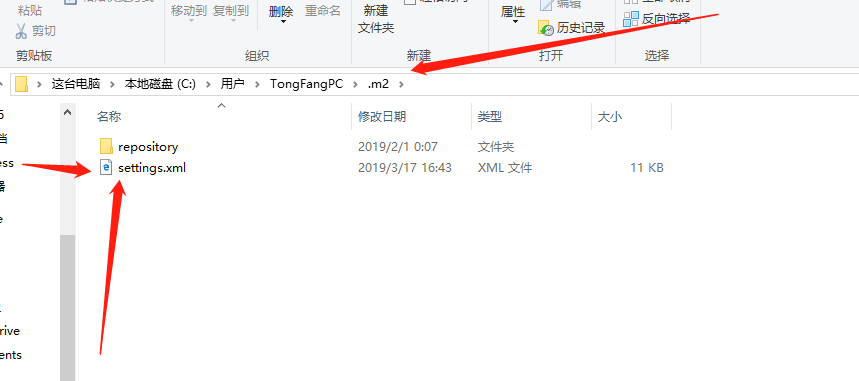 粘贴
剪切
剪贴板
移动到 复制到 删除 重命名
组织
新建
文件夹
新建
属性
编辑
历史记录
打开
反向选择
选择
这台电脑 本地磁盘 (C:) 用户 TongFangPC .m2
名称 修改日期 类型 大小
repository 2019/2/1 0:07 文件夹
settings.xml 2019/3/17 16:43 XML 文件 11 KB
档
ess
器
e
rive
ents